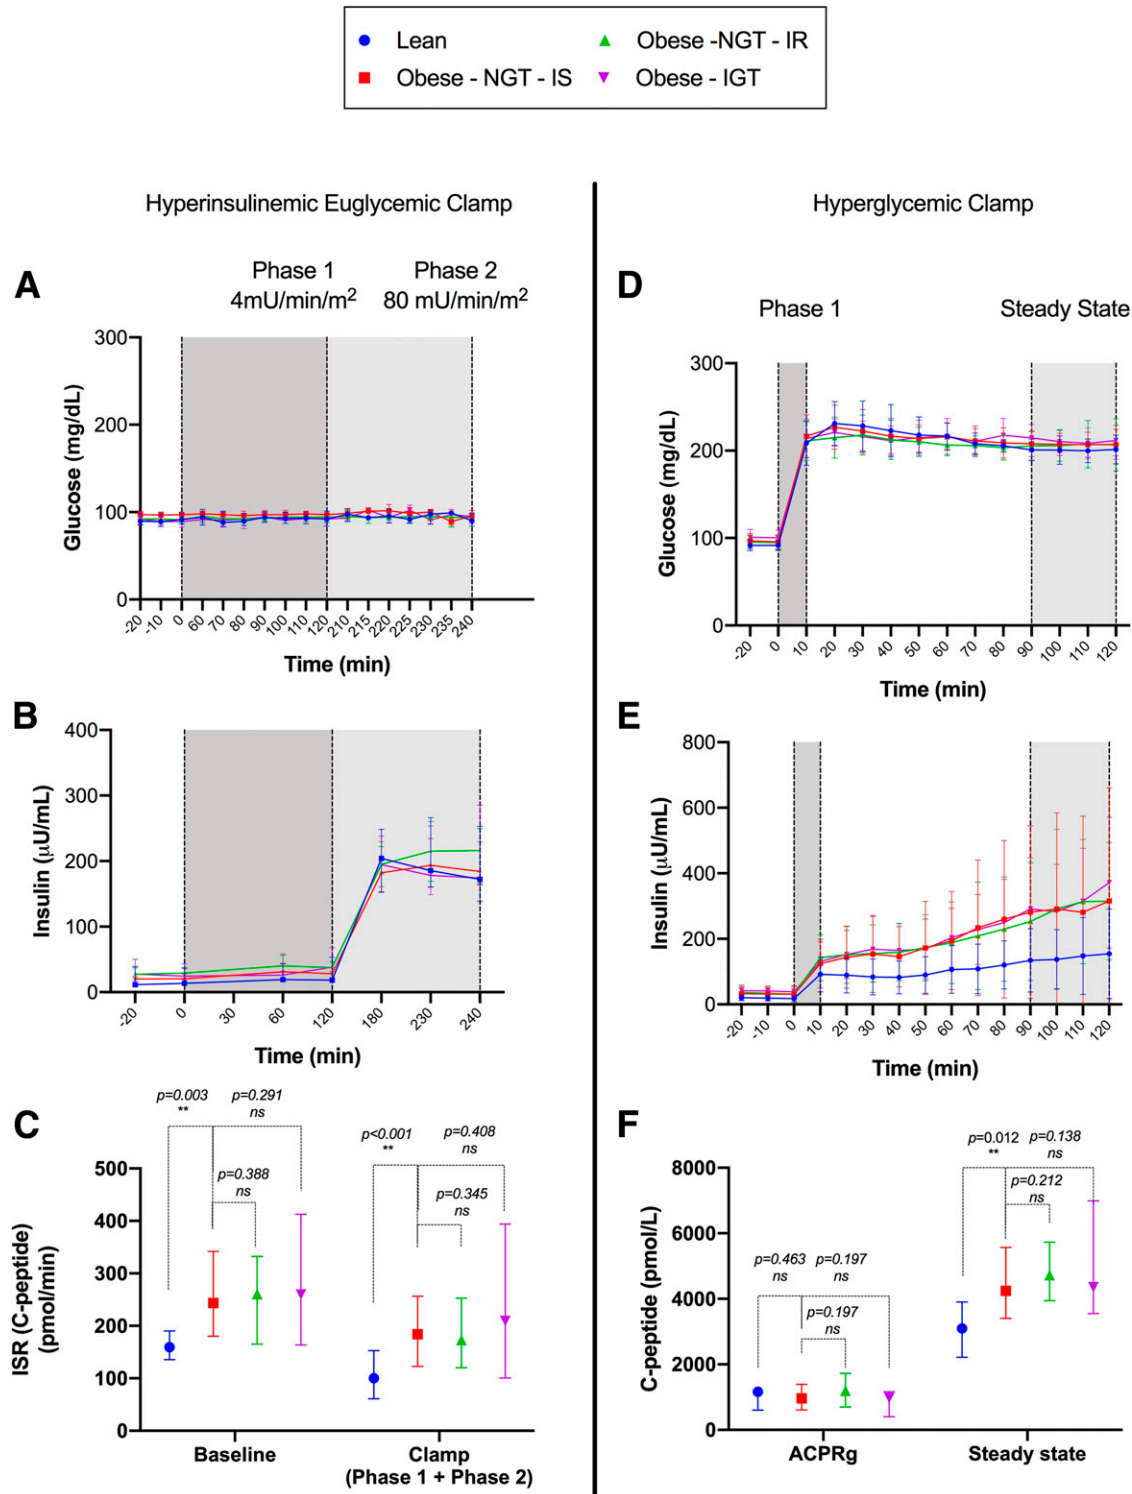 Lean
Obese -NGT - IR
Obese - NGT - IS
Obese - IGT
Hyperinsulinemic Euglycemic Clamp
Hyperglycemic Clamp
A
Phase 1
4mU/min/m2
Phase 2
80 mU/min/m2
300
200
100
0
Glucose (mg/dL)
-20 -10 0 60 70 80 90 100 110 120 210 215 220 225 230 235 240
Time (min)
D
Phase 1
Steady State
300
200
100
0
Glucose (mg/dL)
-20 0 10 20 30 40 50 60 70 80 90 100 110 120
Time (min)
B
400
300
200
100
0
Insulin (μU/mL)
-20 0 30 60 120 180 230 240
Time (min)
E
800
600
400
200
0
Insulin (μU/mL)
-20 -10 0 10 20 30 40 50 60 70 80 90 100 110 120
Time (min)
C
p=0.003
**
p=0.291
ns
p=0.388
ns
p<0.001
**
p=0.408
ns
p=0.345
ns
500
400
300
200
100
0
ISR (C-peptide)
(pmol/min)
Baseline
Clamp
(Phase 1 + Phase 2)
F
p=0.463
ns
p=0.197
ns
p=0.197
ns
p=0.012
**
p=0.138
ns
p=0.212
ns
8000
6000
4000
2000
0
C-peptide (pmol/L)
ACPRg
Steady state